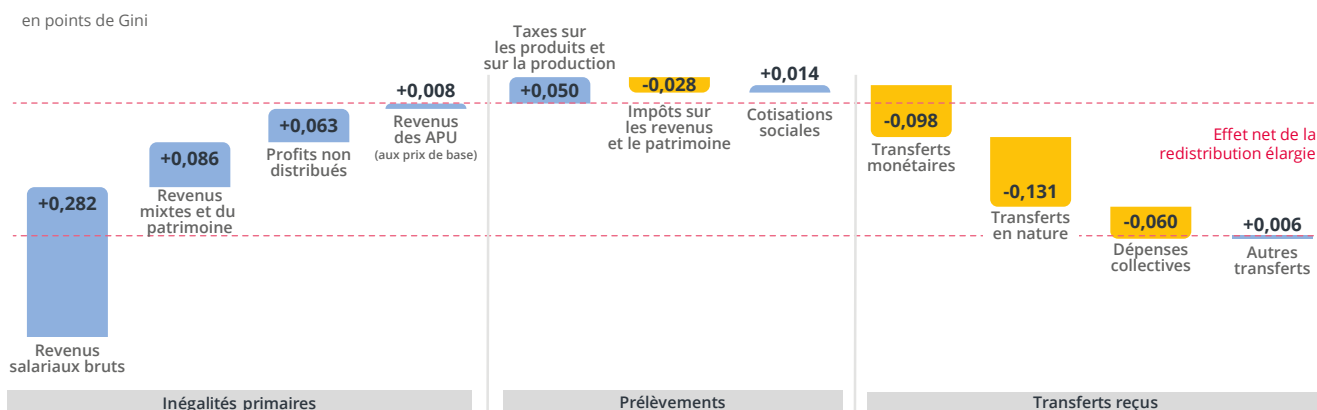 en points de Gini
+0,282
Revenus
salariaux bruts
+0,086
Revenus
mixtes et du
patrimoine
+0,063
Profits non
distribués
+0,008
Revenus
des APU
(aux prix de base)
Taxes sur
les produits et
sur la production
+0,050
-0,028
Impôts sur
les revenus
et le patrimoine
+0,014
Cotisations
sociales
-0,098
Transferts
monétaires
-0,131
Transferts
en nature
-0,060
Dépenses
collectives
Effet net de la
redistribution élargie
+0,006
Autres
transferts
Inégalités primaires
Prélèvements
Transferts reçus